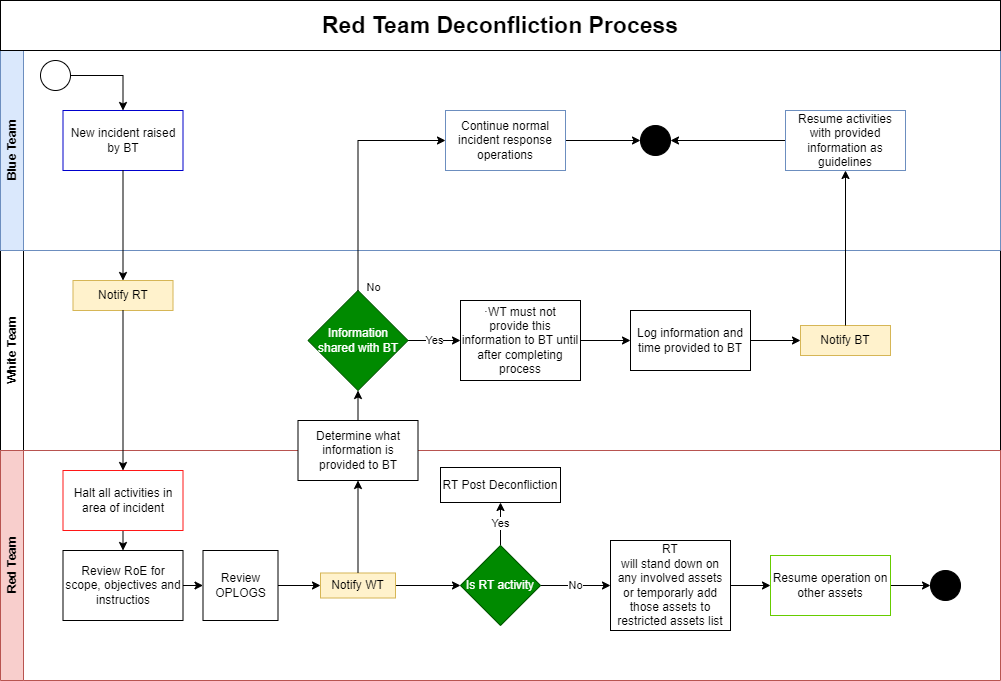 Red Team Deconfliction Process
Blue Team
New incident raised
by BT
Continue normal
incident response
operations
Resume activities
with provided
information as
guidelines
White Team
Notify RT
No
Information
shared with BT
Yes
·WT must not
provide this
information to BT until
after completing
process
Log information and
time provided to BT
Notify BT
Determine what
information is
provided to BT
Red Team
Halt all activities in
area of incident
Review RoE for
scope, objectives and
instructios
Review
OPLOGS
Notify WT
RT Post Deconfliction
Yes
Is RT activity
No
RT
will stand down on
any involved assets
or temporarly add
those assets to
restricted assets list
Resume operation on
other assets